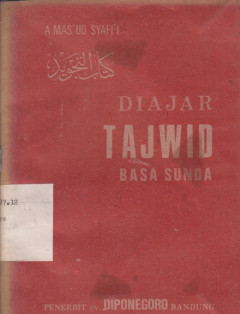 A MAS'UD SYAFI'I
كتاب التجويد
DIAJAR
TAJWID
BASA SUNDA
PENERBIT CV. DIPONEGORO BANDUNG